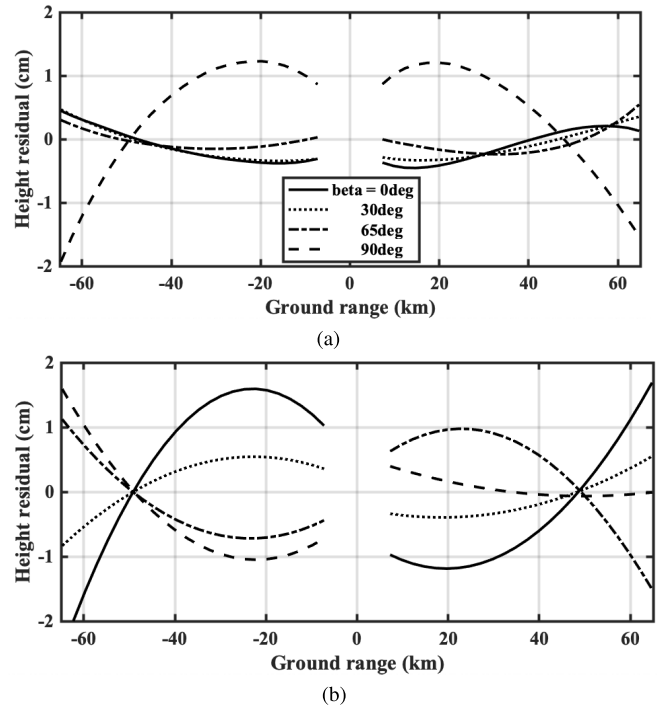 2
1
0
-1
-2
Height residual (cm)
beta = 0deg
30deg
65deg
90deg
-60 -40 -20 0 20 40 60
Ground range (km)
(a)
2
1
0
-1
-2
Height residual (cm)
-60 -40 -20 0 20 40 60
Ground range (km)
(b)